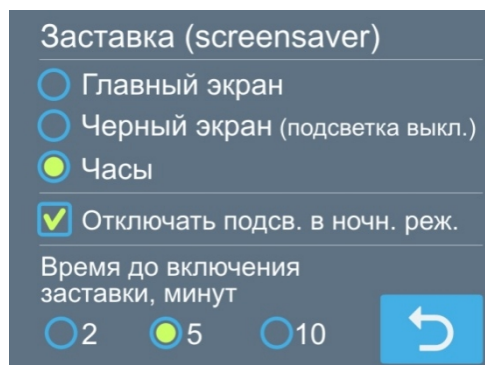 Заставка (screensaver)
Главный экран
Черный экран (подсветка выкл.)
Часы
Отключать подсв. в ночн. реж.
Время до включения
заставки, минут
2 5 10